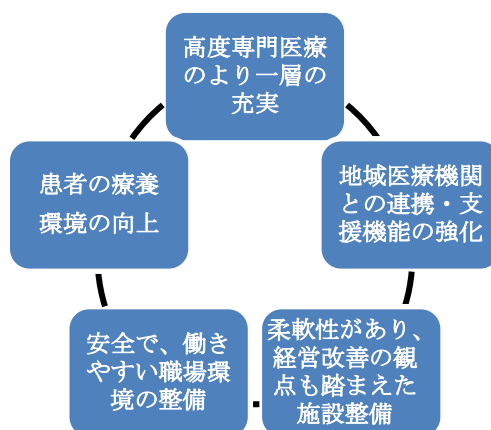 高度専門医療
のより一層の
充実
地域医療機関
との連携・支
援機能の強化
柔軟性があり、
経営改善の観
点も踏まえた
施設整備
安全で、働き
やすい職場環
境の整備
患者の療養
環境の向上